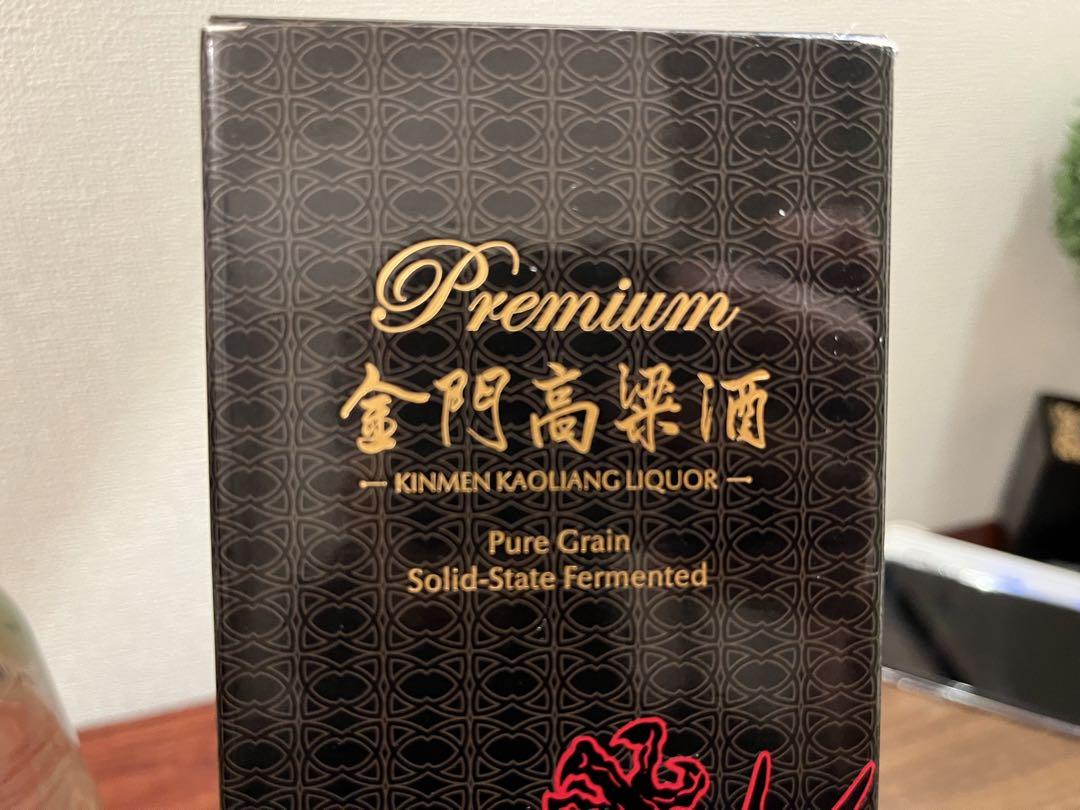 Premium
金門高粱酒
KINMEN KAOLIANG LIQUOR
Pure Grain
Solid-State Fermented